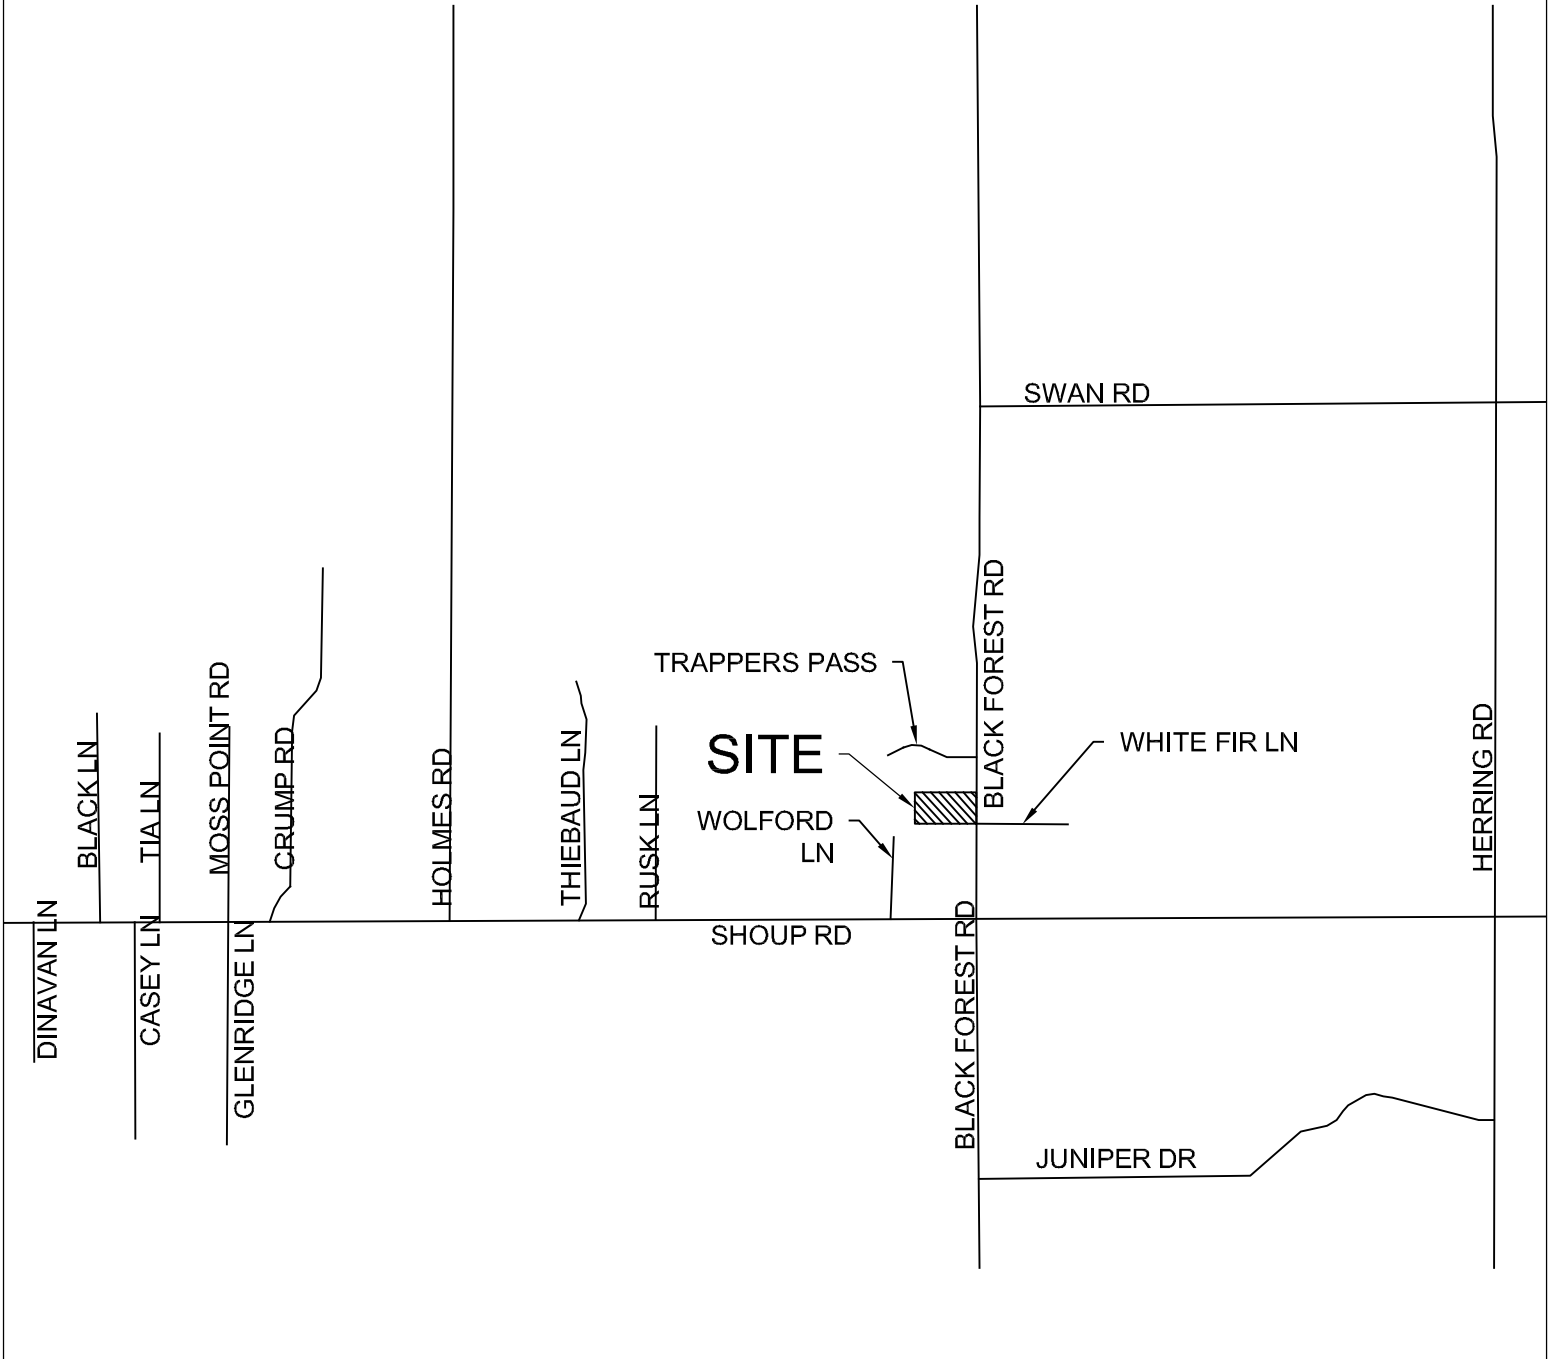 SWAN RD
BLACK FOREST RD
TRAPPERS PASS
SITE
WHITE FIR LN
WOLFORD
LN
BLACK LN
TIA LN
MOSS POINT RD
CRUMP RD
HOLMES RD
THIEBAUD LN
RUSK LN
HERRING RD
SHOUP RD
DINAVAN LN
CASEY LN
GLENRIDGE LN
BLACK FOREST RD
JUNIPER DR